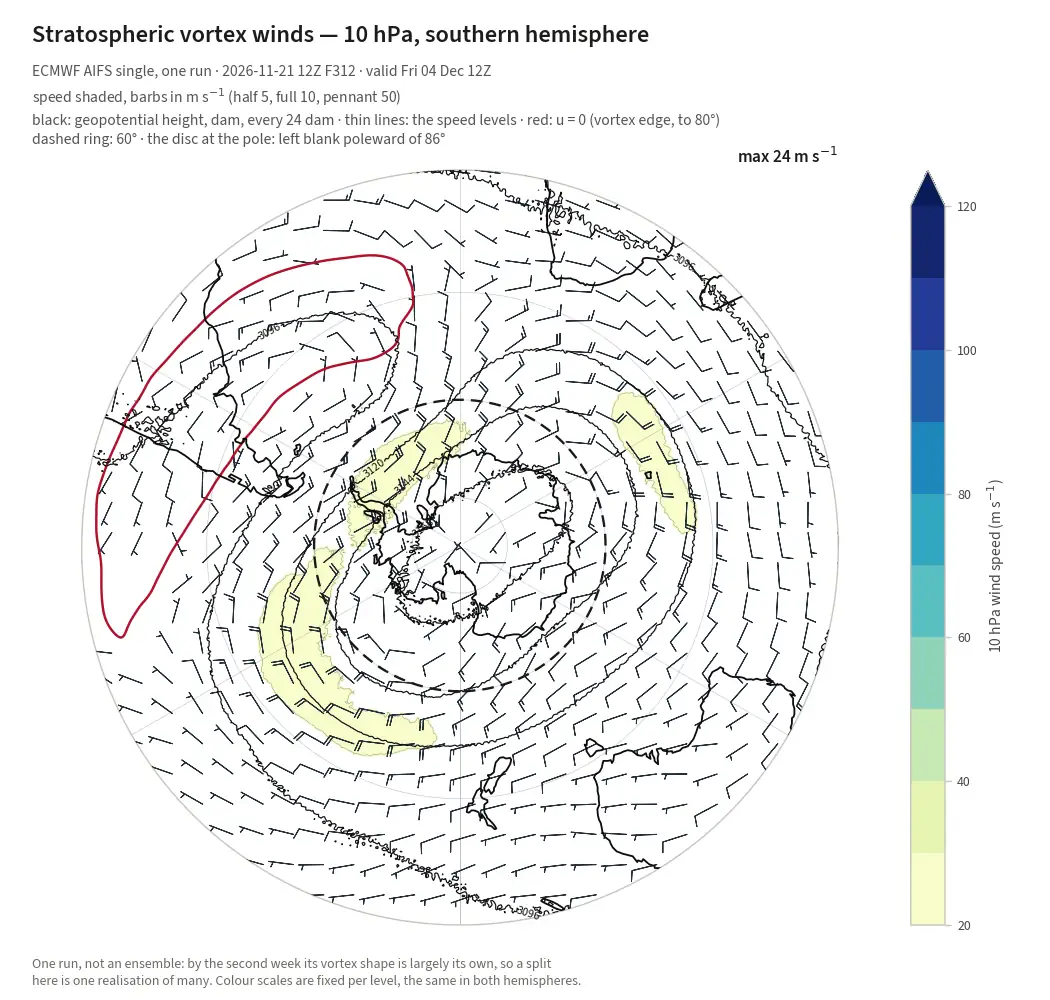 Stratospheric vortex winds — 10 hPa, southern hemisphere
ECMWF AIFS single, one run · 2026-11-21 12Z F312 · valid Fri 04 Dec 12Z
speed shaded, barbs in m s⁻¹ (half 5, full 10, pennant 50)
black: geopotential height, dam, every 24 dam · thin lines: the speed levels · red: u = 0 (vortex edge, to 80°)
dashed ring: 60° · the disc at the pole: left blank poleward of 86°
max 24 m s⁻¹
3096
3096
3120
3144
3096
120
100
80
60
40
20
10 hPa wind speed (m s⁻¹)
One run, not an ensemble: by the second week its vortex shape is largely its own, so a split
here is one realisation of many. Colour scales are fixed per level, the same in both hemispheres.